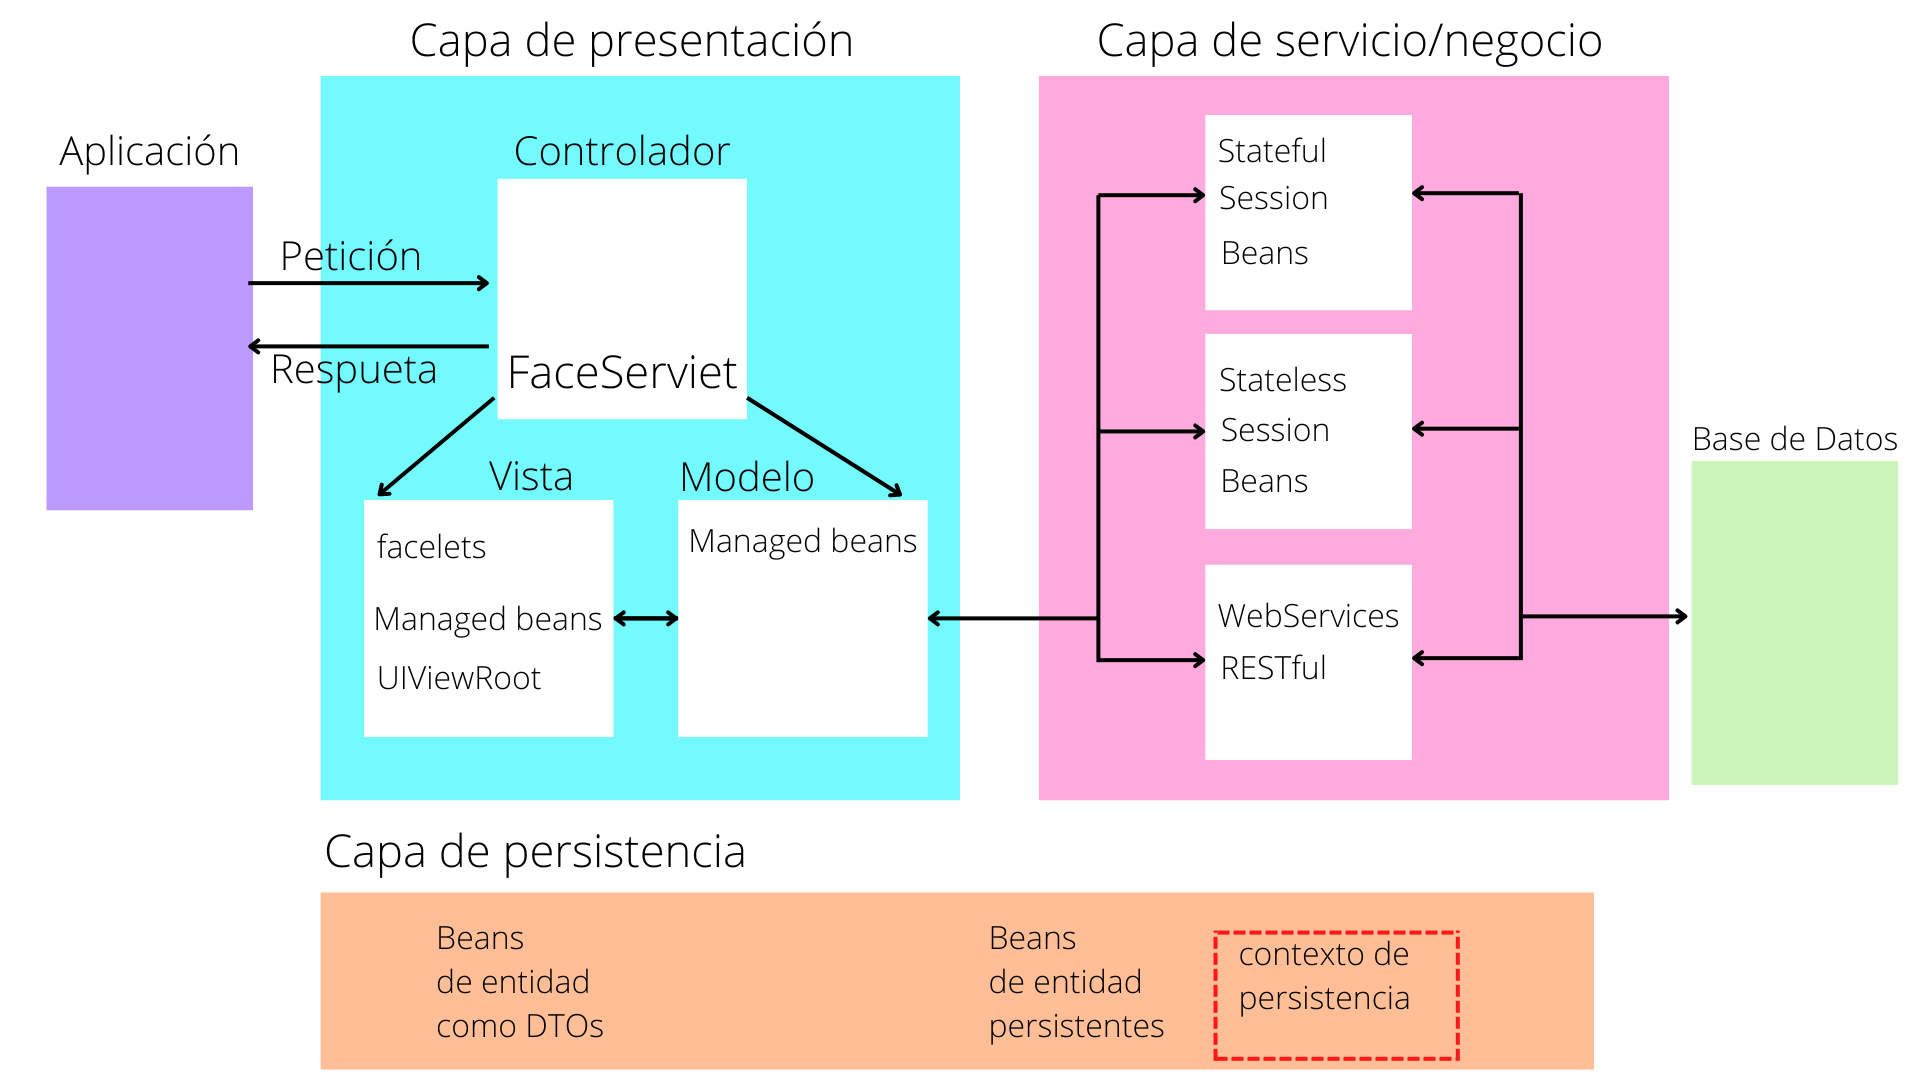 Capa de presentación
Capa de servicio/negocio
Aplicación
Controlador
Petición
Respueta
FaceServiet
Vista
facelets
Managed beans
UIViewRoot
Modelo
Managed beans
Stateful
Session
Beans
Stateless
Session
Beans
WebServices
RESTful
Base de Datos
Capa de persistencia
Beans
de entidad
como DTOs
Beans
de entidad
persistentes
contexto de
persistencia